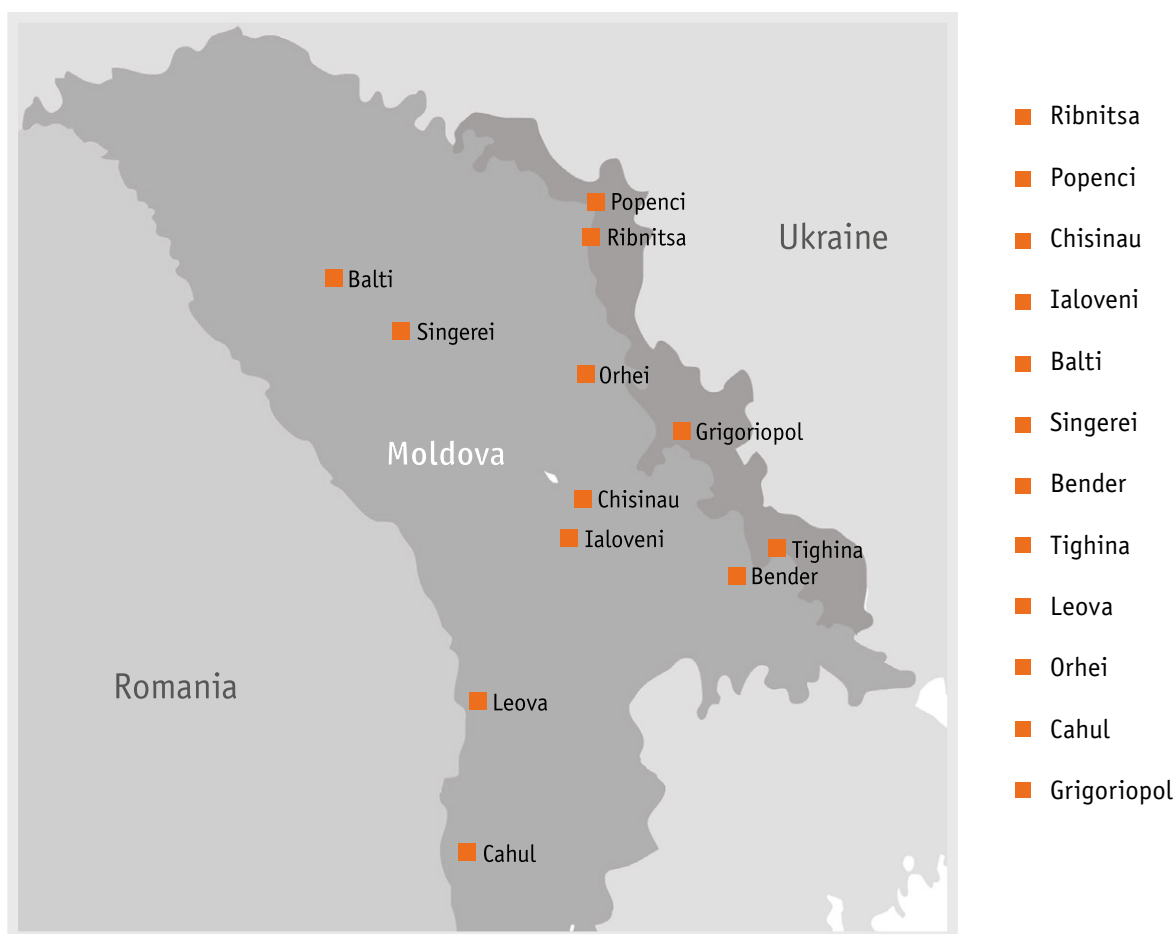 Popenci
Ribnitsa
Ukraine
Balti
Singerei
Orhei
Grigoriopol
Moldova
Chisinau
Ialoveni
Tighina
Bender
Romania
Leova
Cahul
Ribnitsa
Popenci
Chisinau
Ialoveni
Balti
Singerei
Bender
Tighina
Leova
Orhei
Cahul
Grigoriopol